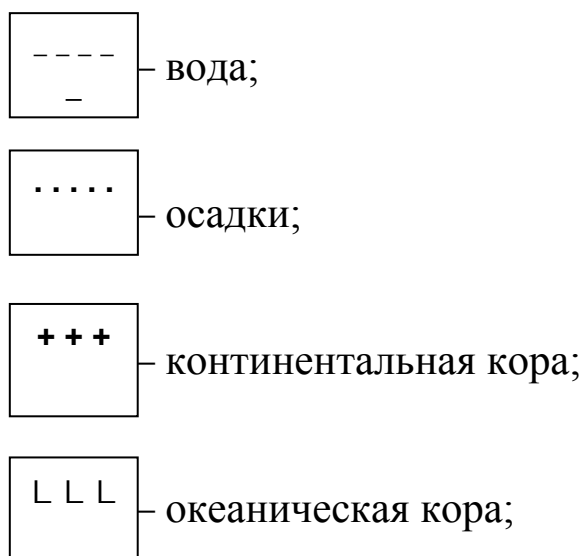 _ _ _ _
_
– вода;
.....
– осадки;
+ + +
– континентальная кора;
L L L
– океаническая кора;